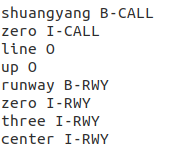 shuangyang B-CALL
zero I-CALL
line O
up O
runway B-RWY
zero I-RWY
three I-RWY
center I-RWY